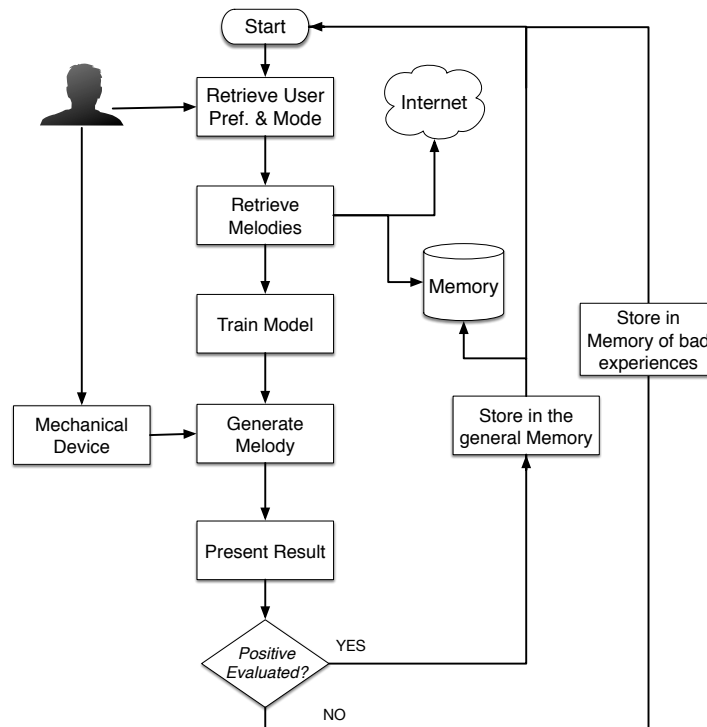 Start
Retrieve User
Pref. & Mode
Internet
Retrieve
Melodies
Memory
Train Model
Store in
Memory of bad
experiences
Mechanical
Device
Generate
Melody
Store in the
general Memory
Present Result
Positive
Evaluated?
YES
NO